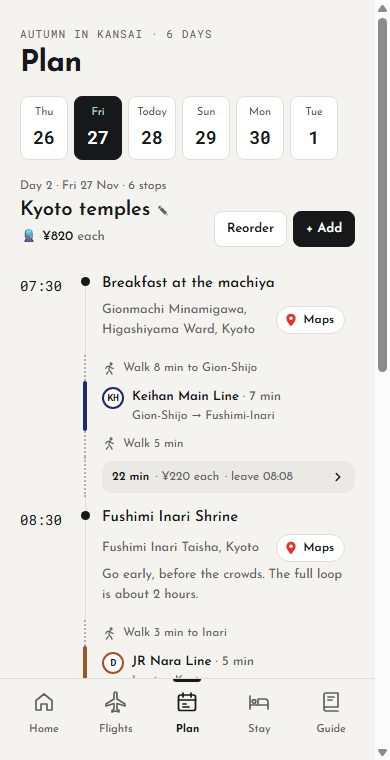 AUTUMN IN KANSAI · 6 DAYS
Plan
Thu Fri Today Sun Mon Tue
26 27 28 29 30 1
Day 2 · Fri 27 Nov · 6 stops
Kyoto temples
¥820 each
Reorder
+ Add
07:30
Breakfast at the machiya
Gionmachi Minamigawa,
Higashiyama Ward, Kyoto
Maps
Walk 8 min to Gion-Shijo
KH
Keihan Main Line · 7 min
Gion-Shijo → Fushimi-Inari
Walk 5 min
22 min · ¥220 each · leave 08:08
08:30
Fushimi Inari Shrine
Fushimi Inari Taisha, Kyoto
Maps
Go early, before the crowds. The full loop
is about 2 hours.
Walk 3 min to Inari
D
JR Nara Line · 5 min
Home Flights Plan Stay Guide